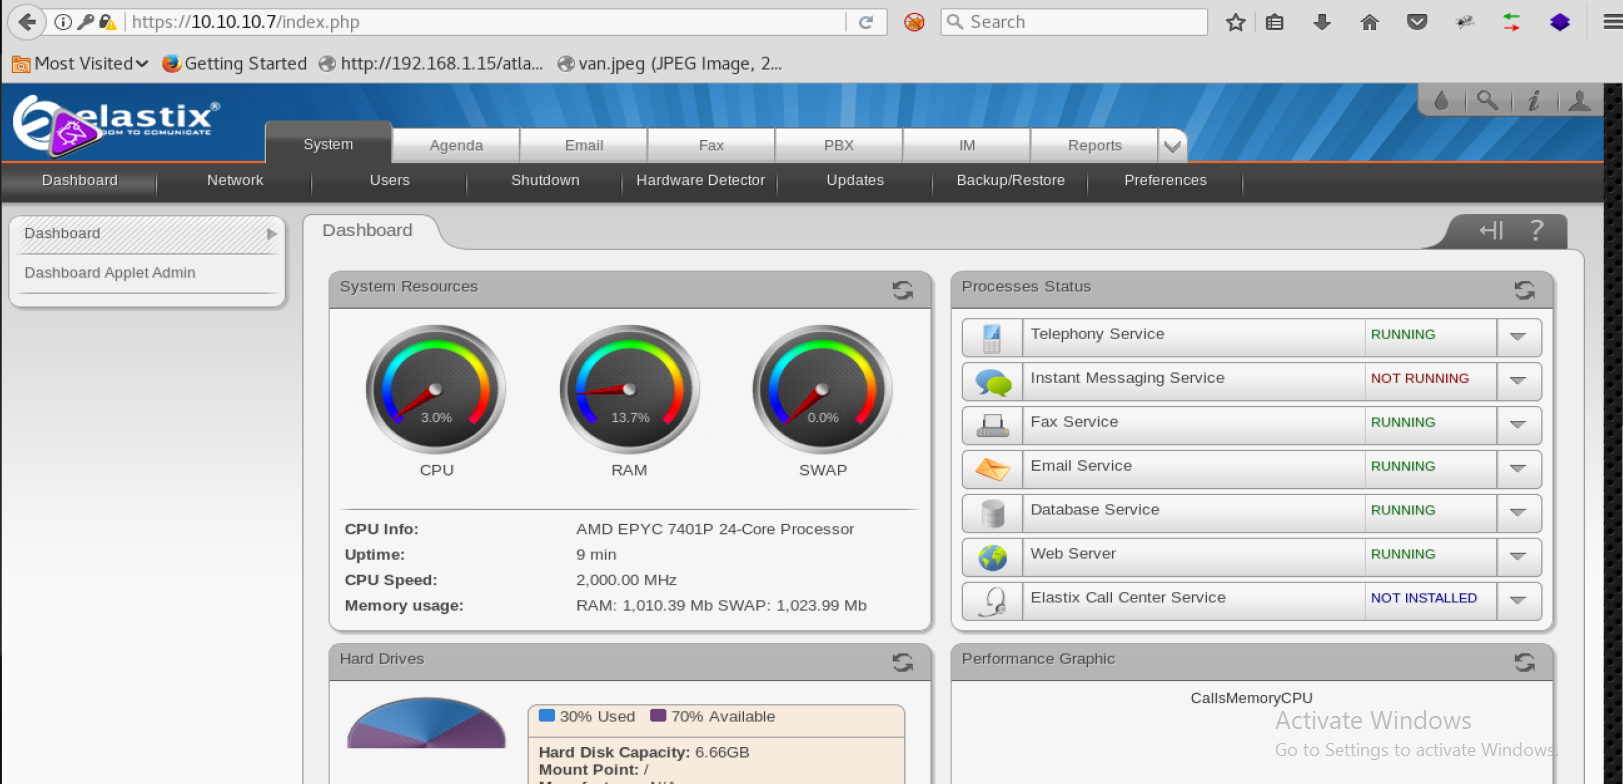 https://10.10.10.7/index.php
Search
Most Visited
Getting Started
http://192.168.1.15/atla...
van.jpeg (JPEG Image, 2...
elastix®
DOM TO COMUNICATE
System
Agenda
Email
Fax
PBX
IM
Reports
Dashboard
Network
Users
Shutdown
Hardware Detector
Updates
Backup/Restore
Preferences
Dashboard
Dashboard Applet Admin
Dashboard
System Resources
3.0%
13.7%
0.0%
CPU
RAM
SWAP
CPU Info: AMD EPYC 7401P 24-Core Processor
Uptime: 9 min
CPU Speed: 2,000.00 MHz
Memory usage: RAM: 1,010.39 Mb SWAP: 1,023.99 Mb
Processes Status
Telephony Service RUNNING
Instant Messaging Service NOT RUNNING
Fax Service RUNNING
Email Service RUNNING
Database Service RUNNING
Web Server RUNNING
Elastix Call Center Service NOT INSTALLED
Hard Drives
30% Used 70% Available
Hard Disk Capacity: 6.66GB
Mount Point: /
Performance Graphic
CallsMemoryCPU
Activate Windows
Go to Settings to activate Windows.